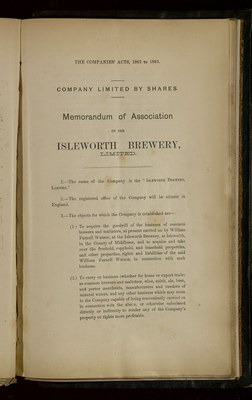 THE COMPANIES' ACTS, 1862 to 1893.
COMPANY LIMITED BY SHARES.
Memorandum of Association
OF THE
ISLEWORTH BREWERY,
LIMITED.
1.—The name of the Company is the "ISLEWORTH BREWERY,
LIMITED."
2.—The registered office of the Company will be situate in
England.
3.—The objects for which the Company is established are—
(1.) To acquire the goodwill of the business of common
brewers and maltsters, at present carried on by William
Farnell Watson, at the Isleworth Brewery, at Isleworth,
in the County of Middlesex, and to acquire and take
over the freehold, copyhold, and leasehold properties,
and other properties, rights and liabilities of the said
William Farnell Watson, in connection with such
business.
(2.) To carry on business (whether the home or export trade)
as common brewers and maltsters, wine, spirit, ale, beer,
and porter merchants, manufacturers and vendors of
mineral waters, and any other business which may seem
to the Company capable of being conveniently carried on
in connection with the above, or otherwise calculated
directly or indirectly to render any of the Company's
property or rights more profitable.